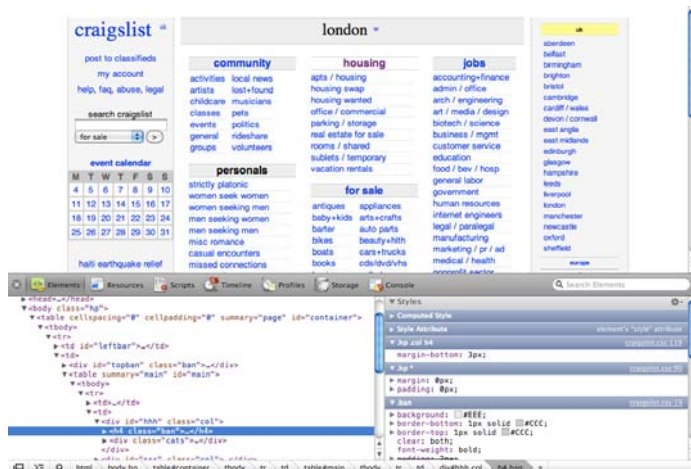 craigslist uk
post to classifieds
my account
help, faq, abuse, legal
search craigslist
for sale >
event calendar
M T W T F S S
4 5 6 7 8 9 10
11 12 13 14 15 16 17
18 19 20 21 22 23 24
25 26 27 28 29 30 31
haiti earthquake relief
london
community
activities local news
artists lost+found
childcare musicians
classes pets
events politics
general rideshare
groups volunteers
personals
strictly platonic
women seek women
women seeking men
men seeking women
men seeking men
misc romance
casual encounters
missed connections
housing
apts / housing
housing swap
housing wanted
office / commercial
parking / storage
real estate for sale
rooms / shared
sublets / temporary
vacation rentals
for sale
antiques appliances
baby+kids arts+crafts
barter auto parts
bikes beauty+hlth
boats cars+trucks
books cds/dvd/vhs
jobs
accounting+finance
admin / office
arch / engineering
art / media / design
biotech / science
business / mgmt
customer service
education
food / bev / hosp
general labor
government
human resources
internet engineers
legal / paralegal
manufacturing
marketing / pr / ad
medical / health
nonprofit sector
uk
aberdeen
belfast
birmingham
brighton
bristol
cambridge
cardiff / wales
devon / cornwall
east anglia
east midlands
edinburgh
glasgow
hampshire
leeds
liverpool
london
manchester
newcastle
oxford
sheffield
europe
Elements Resources Scripts Timeline Profiles Storage Console Search Elements
<head>…</head>
<body class="hp">
<table cellspacing="0" cellpadding="0" summary="page" id="container">
<tbody>
<tr>
<td id="leftbar">…</td>
<td>
<div id="topban" class="ban">…</div>
<table summary="main" id="main">
<tbody>
<tr>
<td>…</td>
<td>
<div id="hhh" class="col">
<h4 class="ban">…</h4>
<div class="cats">…</div>
</div>
Styles
Computed Style
Style Attribute element's "style" attribute
.hp .col h4 craigslist.css:119
margin-bottom: 3px;
.hp * craigslist.css:90
margin: 0px;
padding: 0px;
.ban craigslist.css:19
background: #EEE;
border-bottom: 1px solid #CCC;
border-top: 1px solid #CCC;
clear: both;
font-weight: bold;
html body.hp table#container tbody tr td table#main tbody tr td div#hhh.col h4.ban a